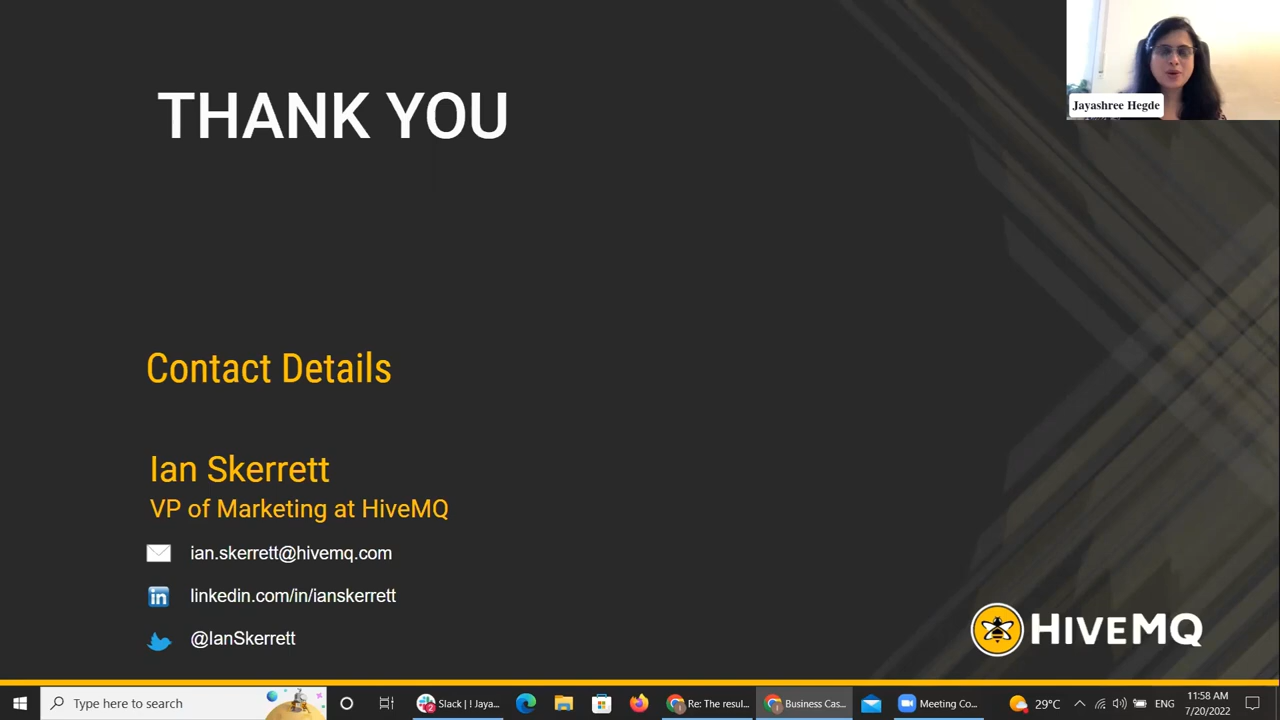 THANK YOU
Jayashree Hegde
Contact Details
Ian Skerrett
VP of Marketing at HiveMQ
ian.skerrett@hivemq.com
in linkedin.com/in/ianskerrett
@IanSkerrett
HIVEMQ
Type here to search
2
Slack | ! Jaya...
Re: The resul...
Business Cas...
Meeting Co...
29°C
ENG
11:58 AM
7/20/2022